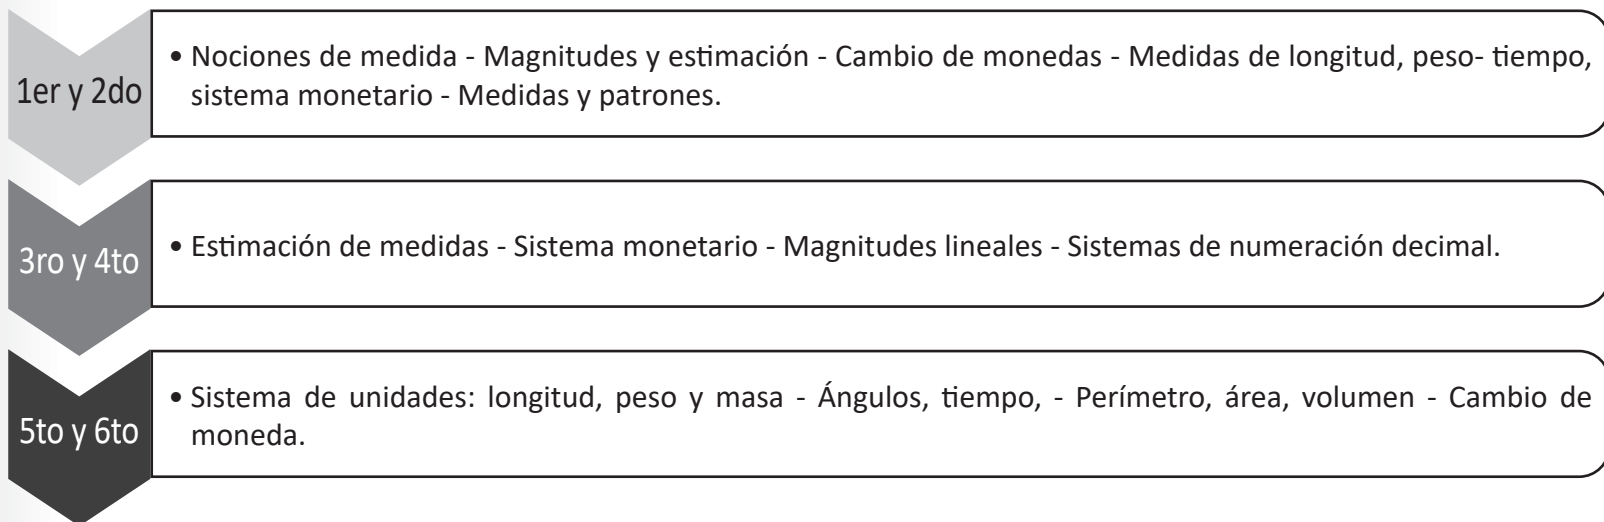 1er y 2do
• Nociones de medida - Magnitudes y estimación - Cambio de monedas - Medidas de longitud, peso- tiempo,
sistema monetario - Medidas y patrones.
3ro y 4to
• Estimación de medidas - Sistema monetario - Magnitudes lineales - Sistemas de numeración decimal.
5to y 6to
• Sistema de unidades: longitud, peso y masa - Ángulos, tiempo, - Perímetro, área, volumen - Cambio de
moneda.